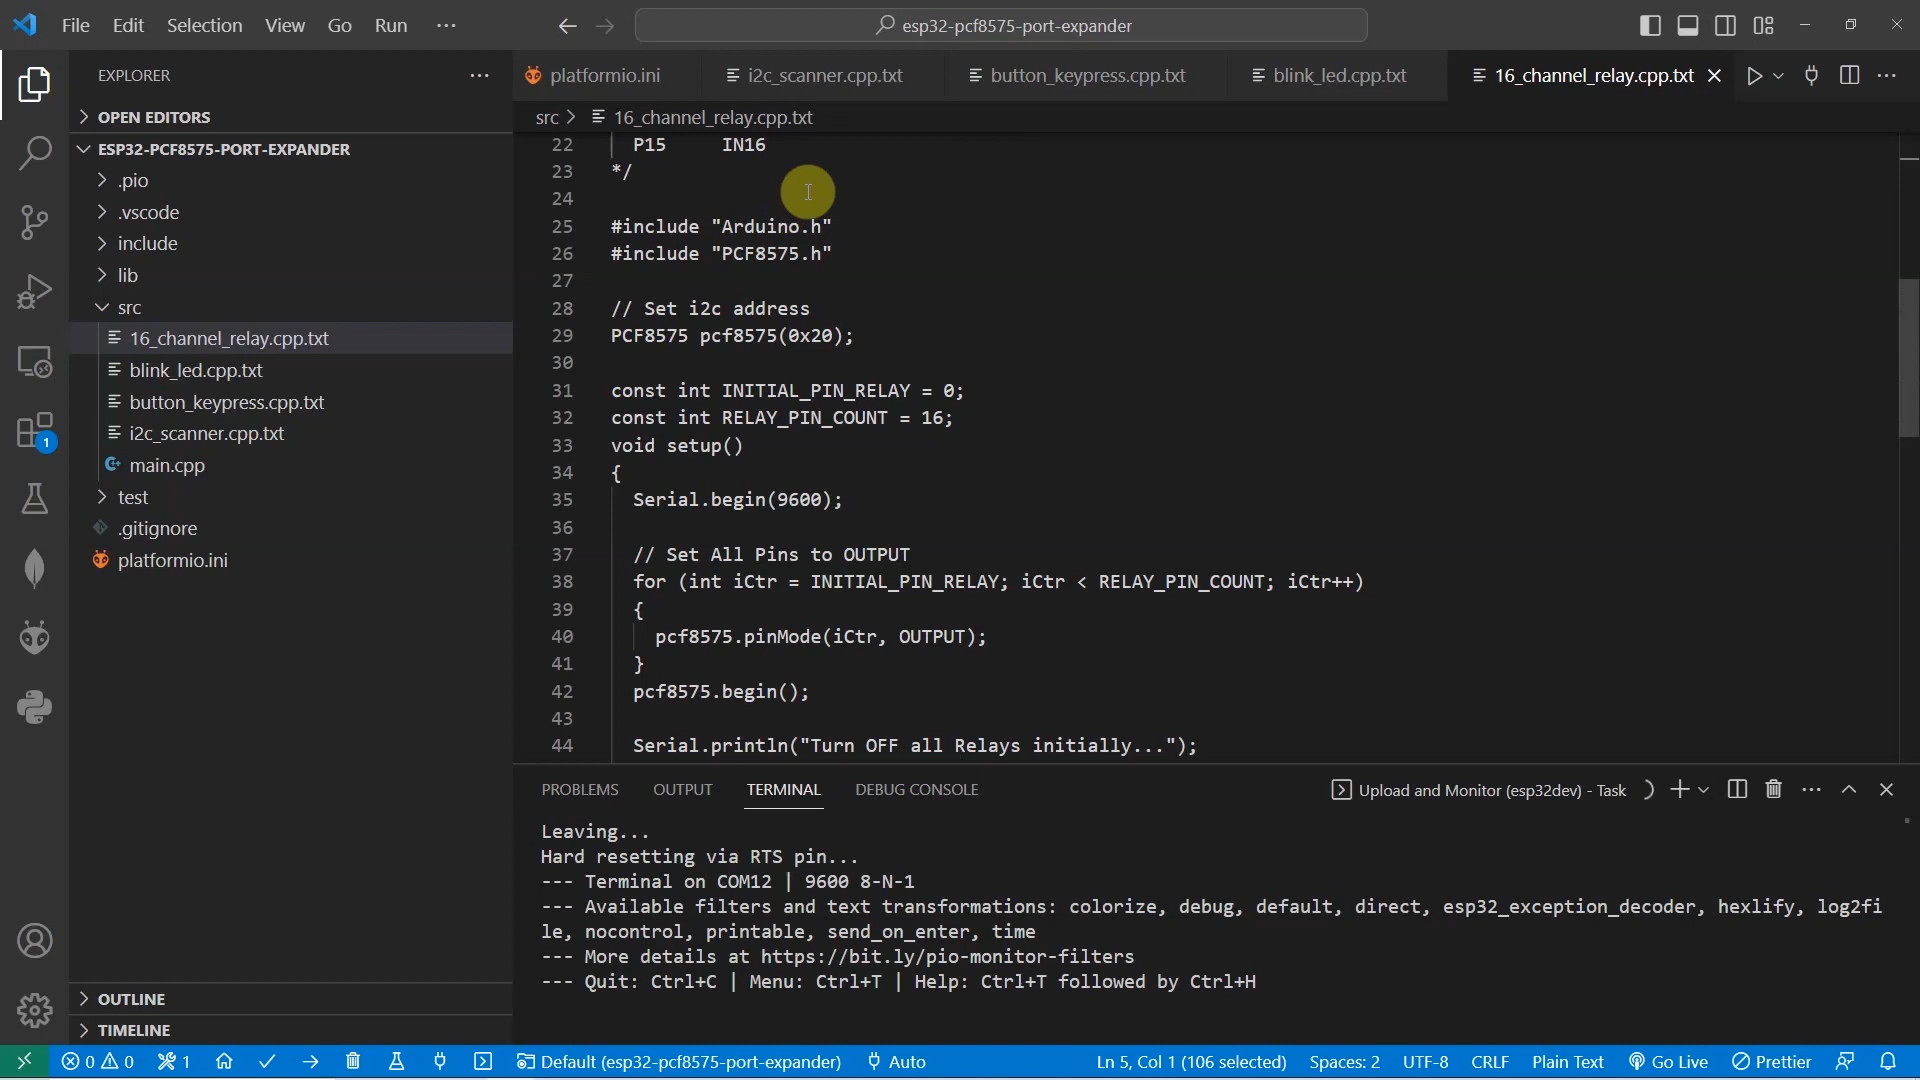 File Edit Selection View Go Run ···
esp32-pcf8575-port-expander
EXPLORER
platformio.ini
i2c_scanner.cpp.txt
button_keypress.cpp.txt
blink_led.cpp.txt
16_channel_relay.cpp.txt
OPEN EDITORS
ESP32-PCF8575-PORT-EXPANDER
.pio
.vscode
include
lib
src
16_channel_relay.cpp.txt
blink_led.cpp.txt
button_keypress.cpp.txt
i2c_scanner.cpp.txt
main.cpp
test
.gitignore
platformio.ini
OUTLINE
TIMELINE
1
src > 16_channel_relay.cpp.txt
22 P15 IN16
23 */
24
25 #include "Arduino.h"
26 #include "PCF8575.h"
27
28 // Set i2c address
29 PCF8575 pcf8575(0x20);
30
31 const int INITIAL_PIN_RELAY = 0;
32 const int RELAY_PIN_COUNT = 16;
33 void setup()
34 {
35 Serial.begin(9600);
36
37 // Set All Pins to OUTPUT
38 for (int iCtr = INITIAL_PIN_RELAY; iCtr < RELAY_PIN_COUNT; iCtr++)
39 {
40 pcf8575.pinMode(iCtr, OUTPUT);
41 }
42 pcf8575.begin();
43
44 Serial.println("Turn OFF all Relays initially...");
PROBLEMS OUTPUT TERMINAL DEBUG CONSOLE
Upload and Monitor (esp32dev) - Task
Leaving...
Hard resetting via RTS pin...
--- Terminal on COM12 | 9600 8-N-1
--- Available filters and text transformations: colorize, debug, default, direct, esp32_exception_decoder, hexlify, log2fi
le, nocontrol, printable, send_on_enter, time
--- More details at https://bit.ly/pio-monitor-filters
--- Quit: Ctrl+C | Menu: Ctrl+T | Help: Ctrl+T followed by Ctrl+H
0 0 1 Default (esp32-pcf8575-port-expander) Auto Ln 5, Col 1 (106 selected) Spaces: 2 UTF-8 CRLF Plain Text Go Live Prettier